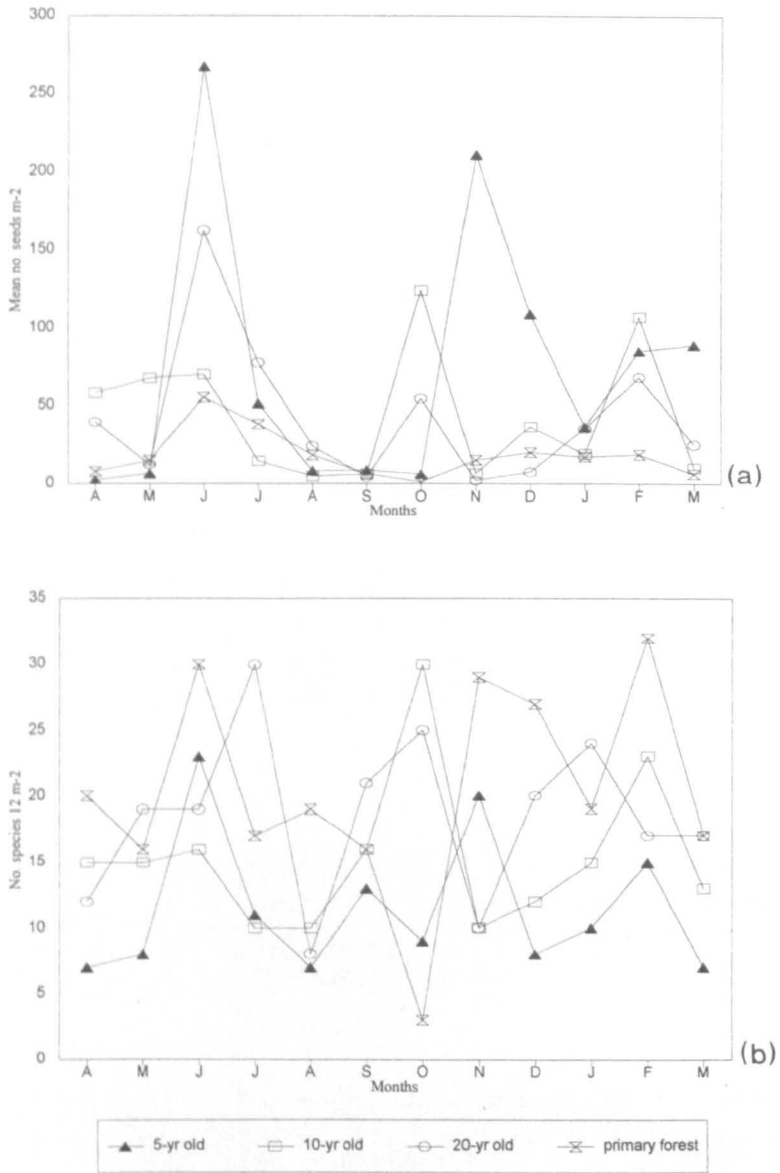 300
250
200
150
100
50
0
Mean no. seeds m-2
A M J J A S O N D J F M
Months
(a)
35
30
25
20
15
10
5
0
No. species 12 m-2
A M J J A S O N D J F M
Months
(b)
5-yr old 10-yr old 20-yr old primary forest